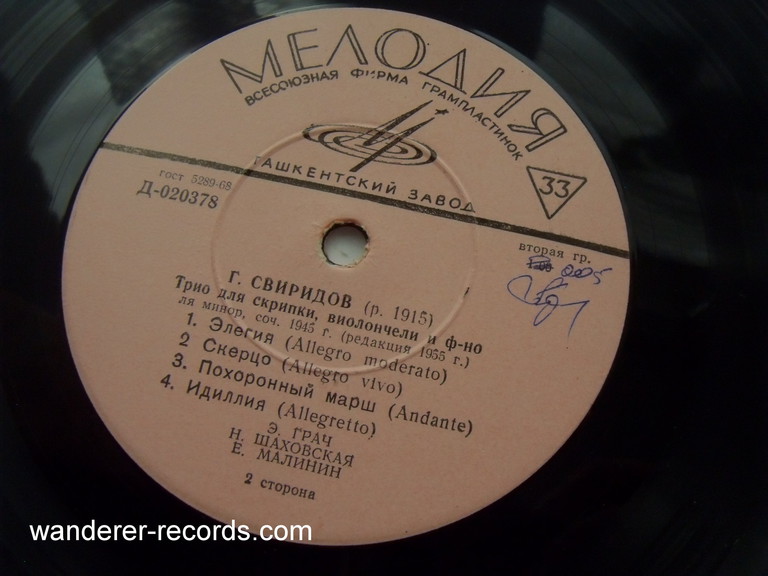 МЕЛОДИЯ
ВСЕСОЮЗНАЯ ФИРМА ГРАМПЛАСТИНОК
ТАШКЕНТСКИЙ ЗАВОД
33
ГОСТ 5289-68
Д-020378
вторая гр.
Г. СВИРИДОВ (р. 1915)
Трио для скрипки, виолончели и ф-но
ля минор, соч. 1945 г. (редакция 1955 г.)
1. Элегия (Allegro moderato)
2 Скерцо (Allegro vivo)
3. Похоронный марш (Andante)
4. Идиллия (Allegretto)
Э. ГРАЧ
Н. ШАХОВСКАЯ
Е. МАЛИНИН
2 сторона
wanderer-records.com